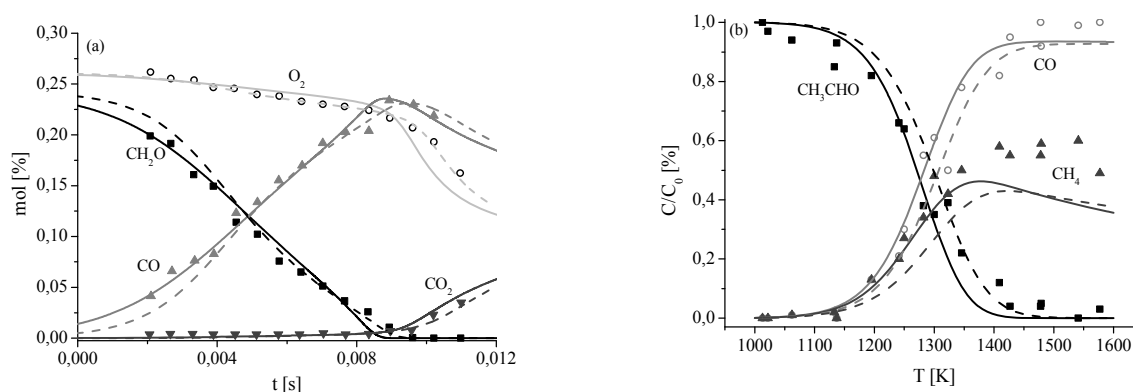 (a)
0,30
0,25
0,20
0,15
0,10
0,05
0,00
mol [%]
O₂
CH₂O
CO
CO₂
0,000 0,004 0,008 0,012
t [s]
(b)
1,0
0,8
0,6
0,4
0,2
0,0
C/C₀ [%]
CO
CH₃CHO
CH₄
1000 1100 1200 1300 1400 1500 1600
T [K]